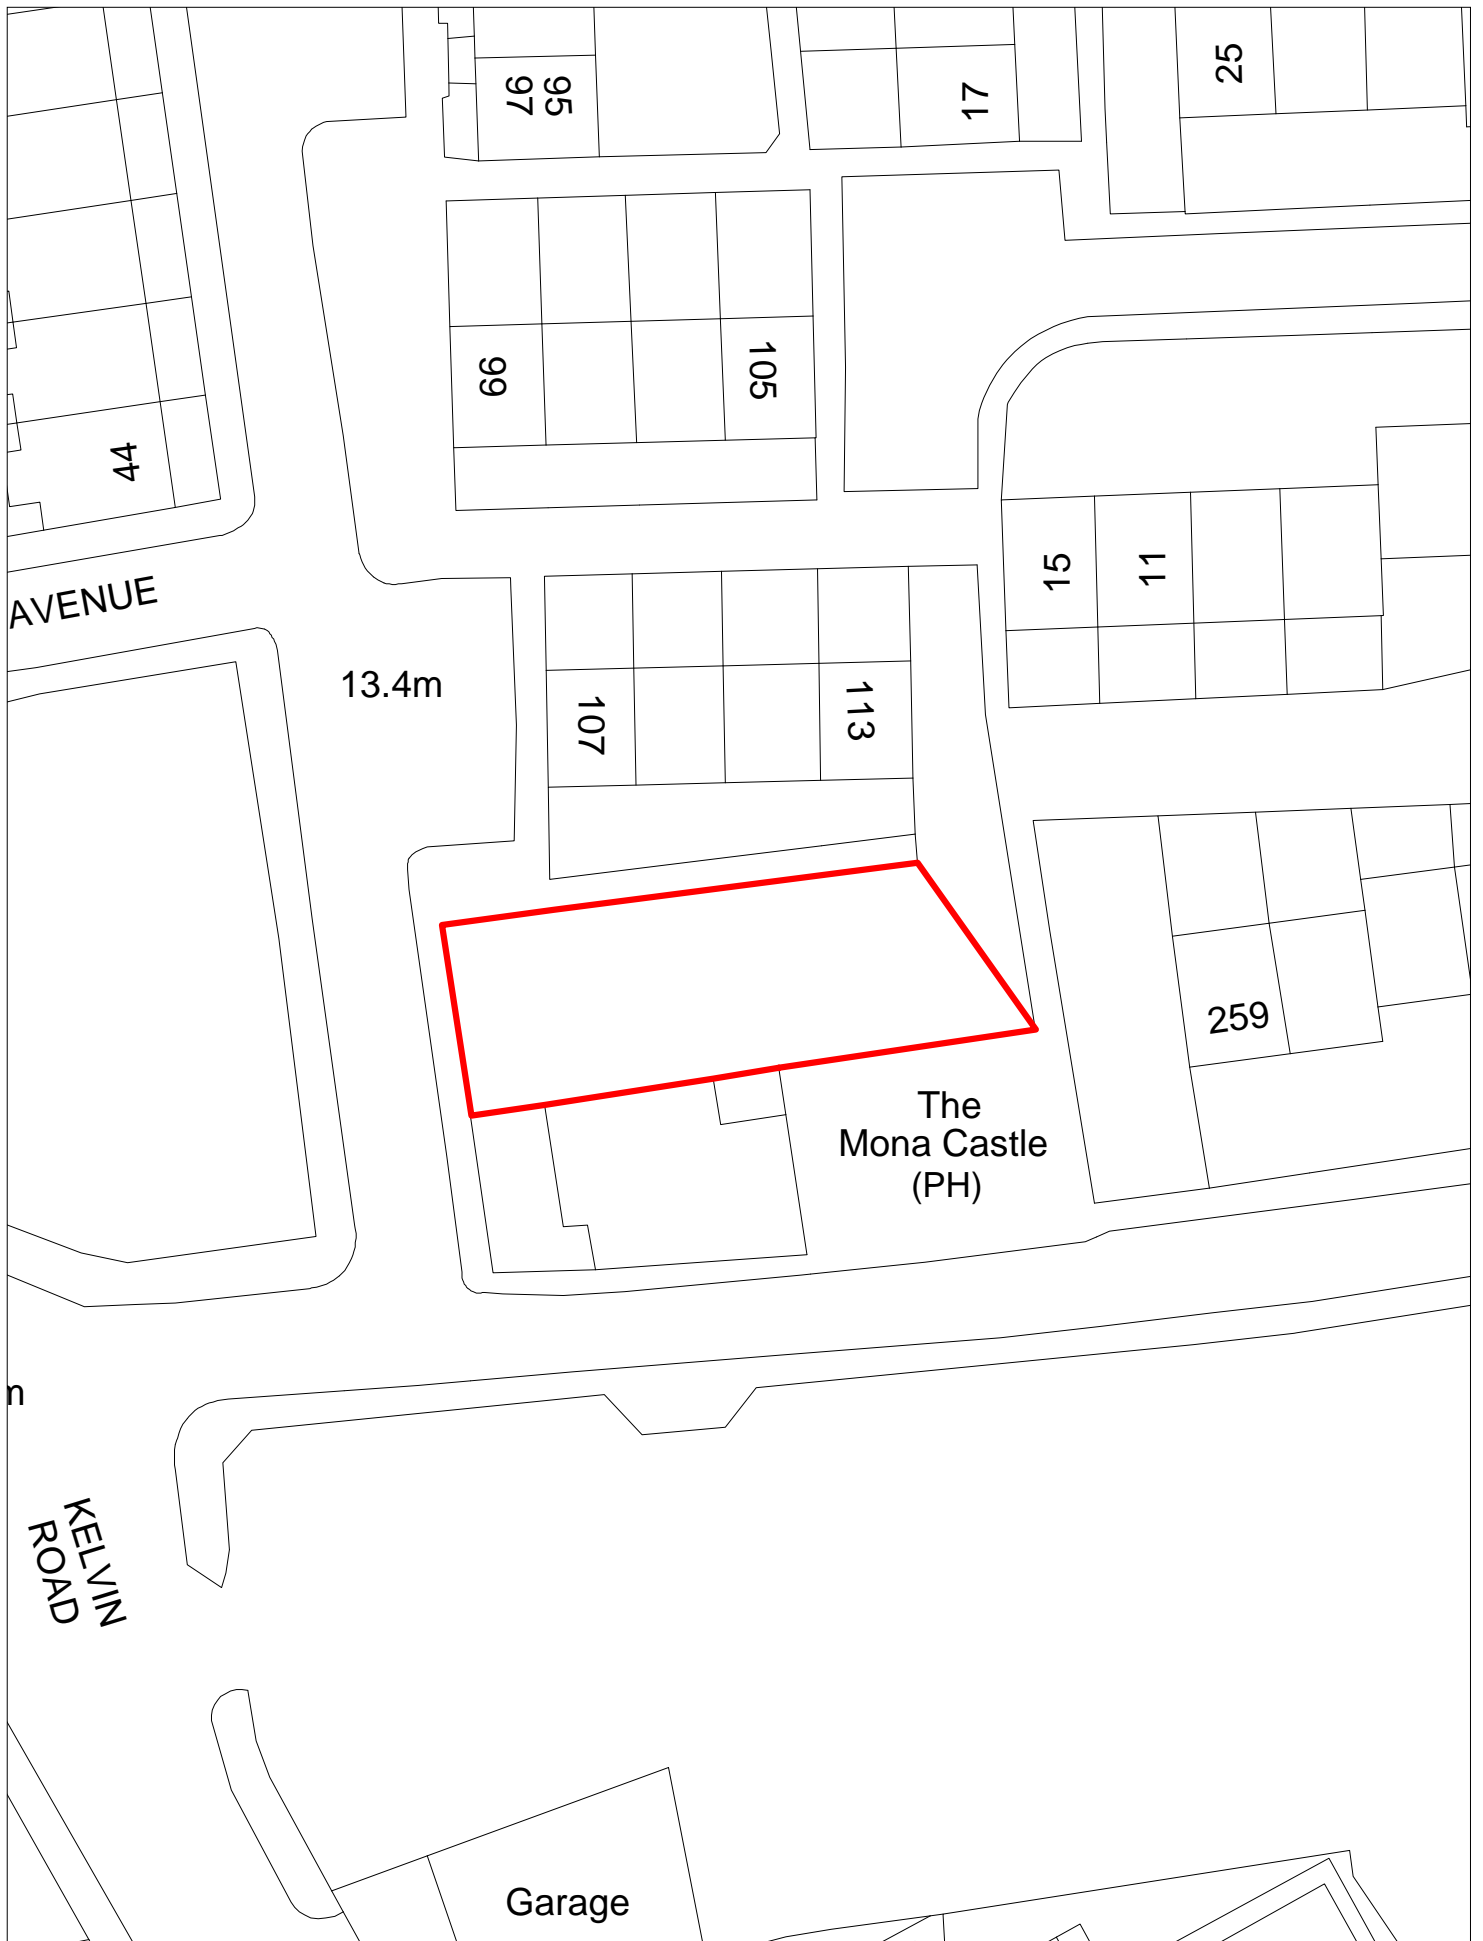 95
97
17
25
99
105
44
15
11
AVENUE
13.4m
107
113
259
The
Mona Castle
(PH)
m
KELVIN
ROAD
Garage